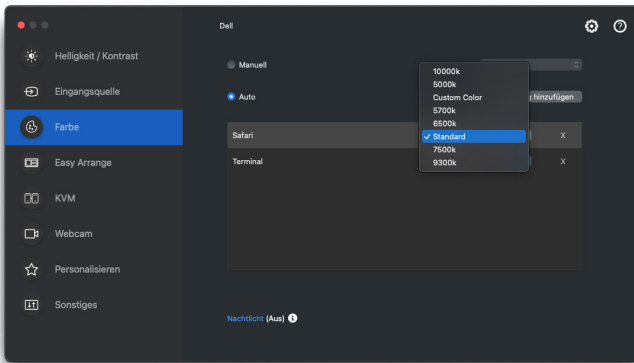 Dell
Helligkeit / Kontrast
Eingangsquelle
Farbe
Easy Arrange
KVM
Webcam
Personalisieren
Sonstiges
Manuell
Auto
hinzufügen
Safari
X
Terminal
X
10000k
5000k
Custom Color
5700k
6500k
✓ Standard
7500k
9300k
Nachtlicht (Aus)